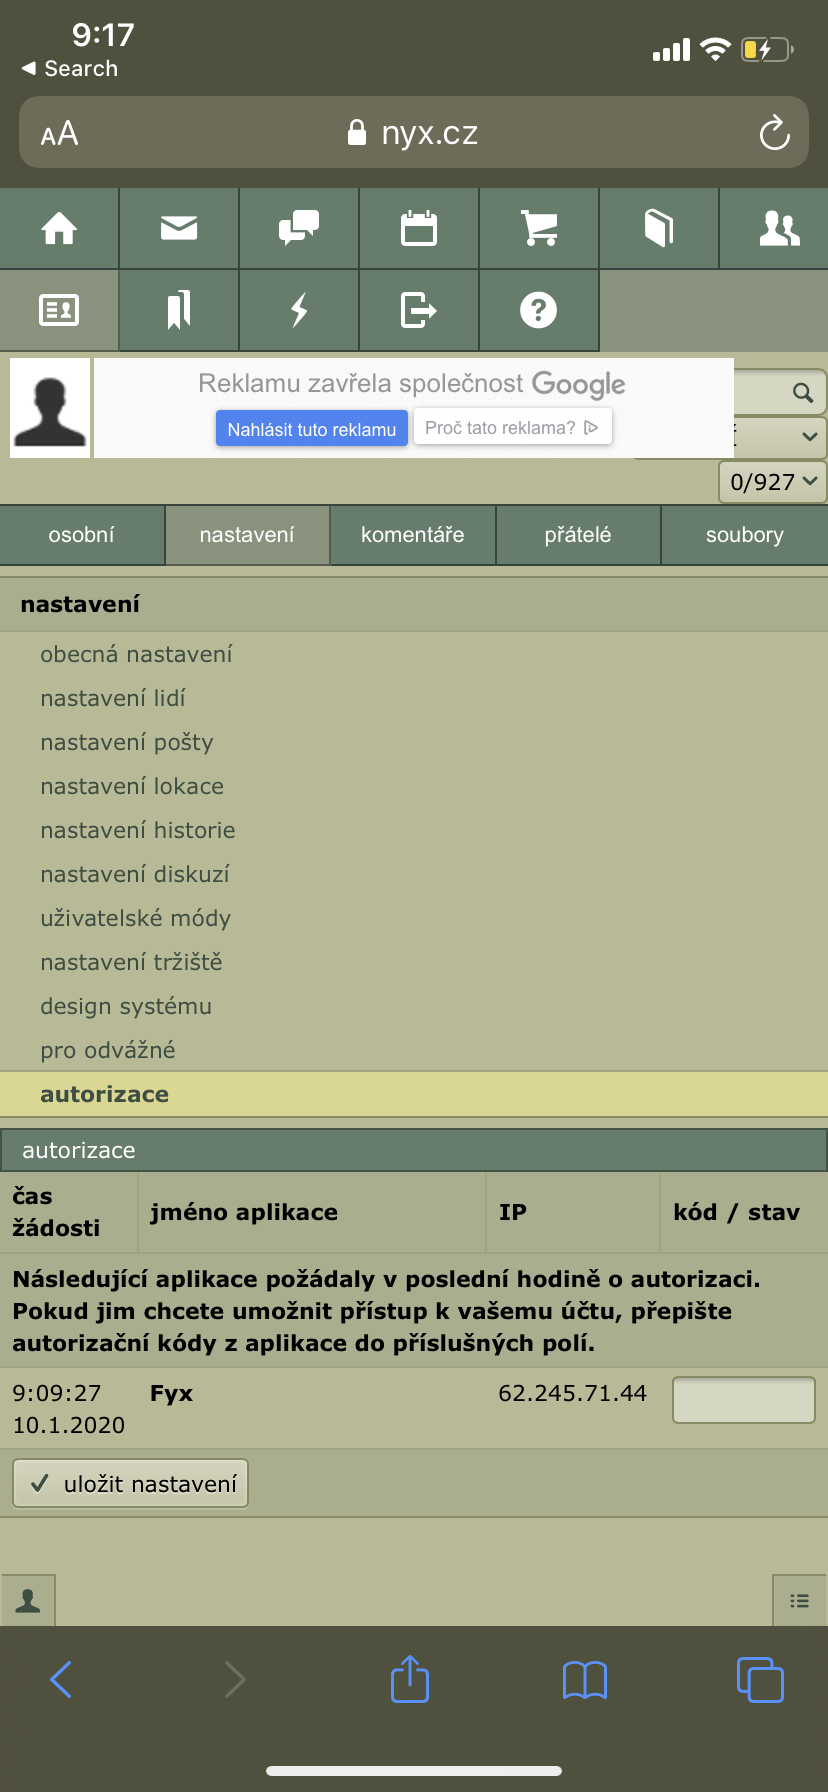 9:17
Search
AA
nyx.cz
Reklamu zavřela společnost Google
Nahlásit tuto reklamu
Proč tato reklama?
0/927
osobní
nastavení
komentáře
přátelé
soubory
nastavení
obecná nastavení
nastavení lidí
nastavení pošty
nastavení lokace
nastavení historie
nastavení diskuzí
uživatelské módy
nastavení tržiště
design systému
pro odvážné
autorizace
autorizace
čas
žádosti
jméno aplikace
IP
kód / stav
Následující aplikace požádaly v poslední hodině o autorizaci.
Pokud jim chcete umožnit přístup k vašemu účtu, přepište
autorizační kódy z aplikace do příslušných polí.
9:09:27
10.1.2020
Fyx
62.245.71.44
uložit nastavení